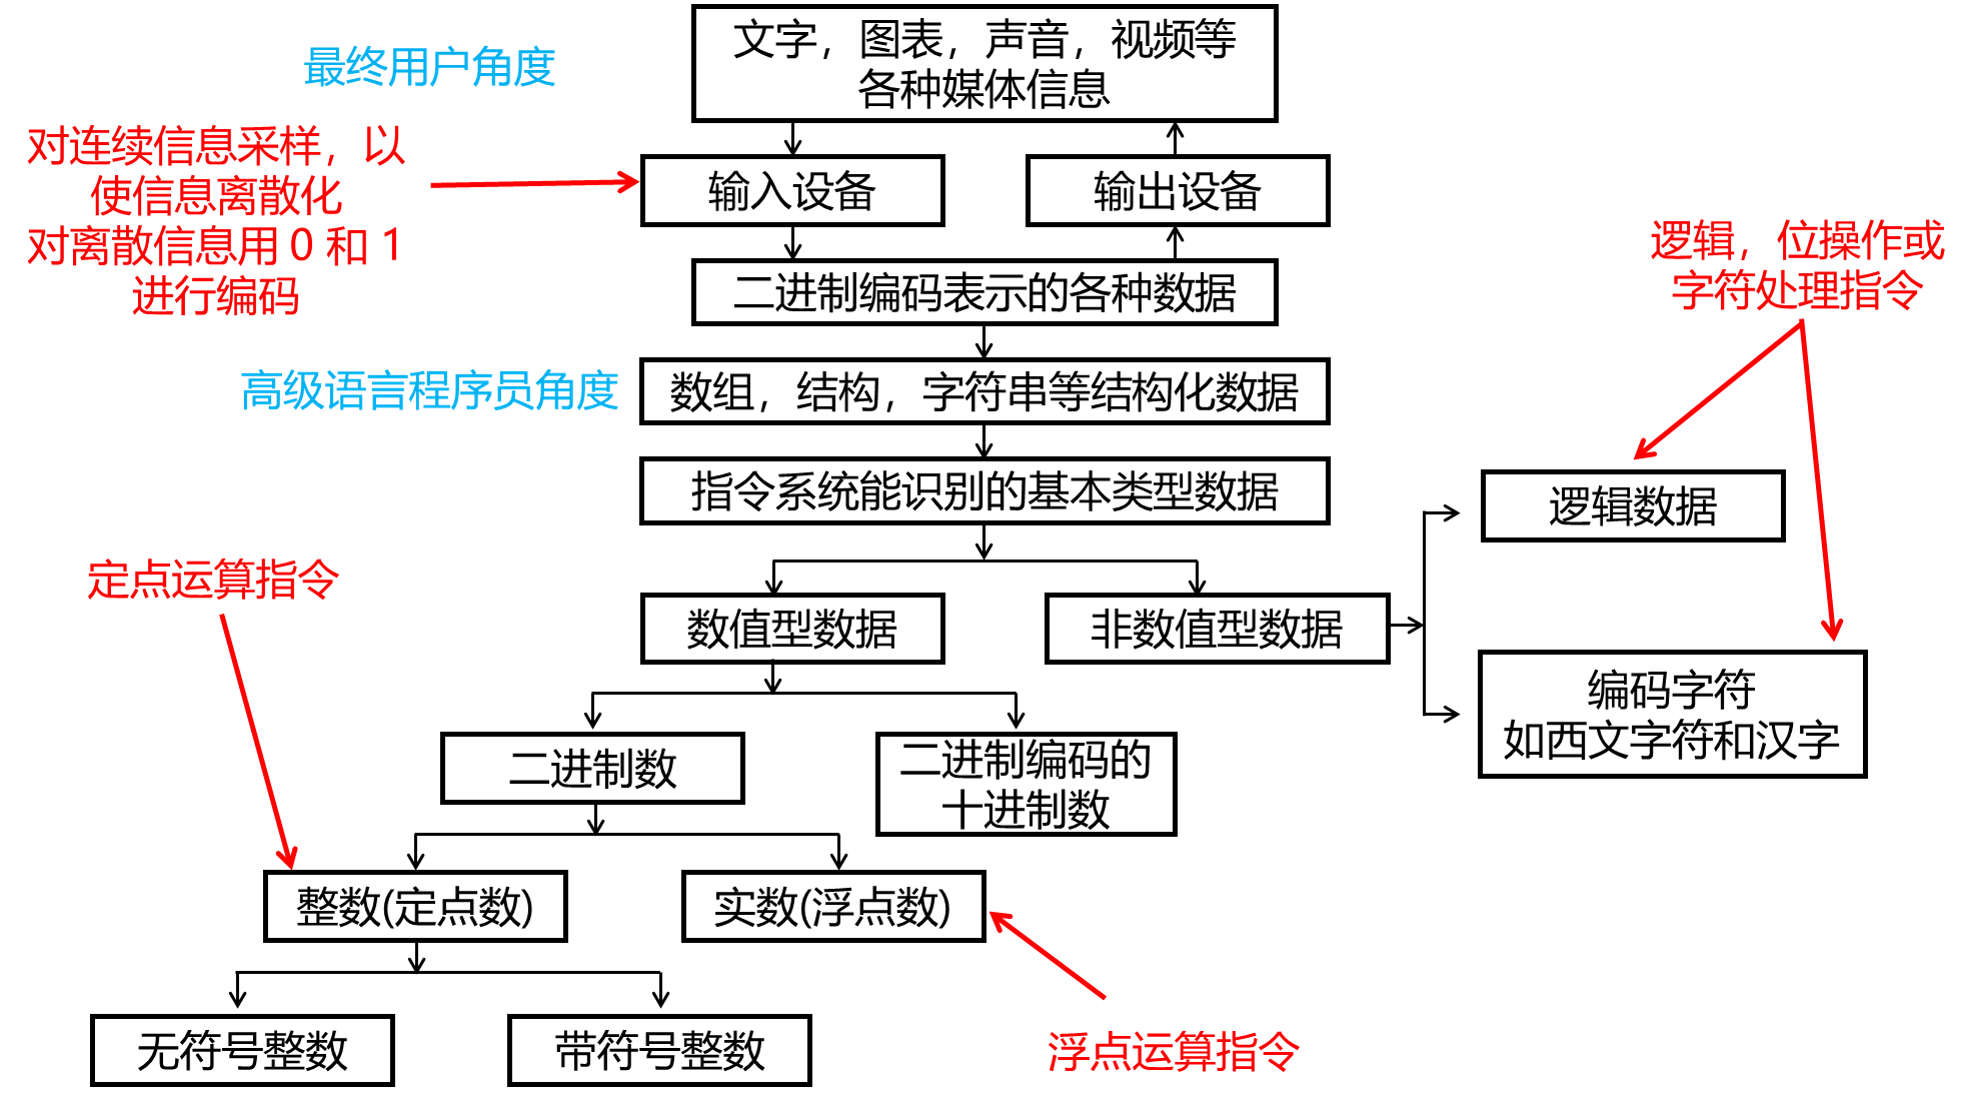 文字，图表，声音，视频等
各种媒体信息
最终用户角度
对连续信息采样，以
使信息离散化
对离散信息用 0 和 1
进行编码
输入设备
输出设备
逻辑，位操作或
字符处理指令
二进制编码表示的各种数据
高级语言程序员角度
数组，结构，字符串等结构化数据
指令系统能识别的基本类型数据
逻辑数据
定点运算指令
数值型数据
非数值型数据
编码字符
如西文字符和汉字
二进制数
二进制编码的
十进制数
整数(定点数)
实数(浮点数)
无符号整数
带符号整数
浮点运算指令